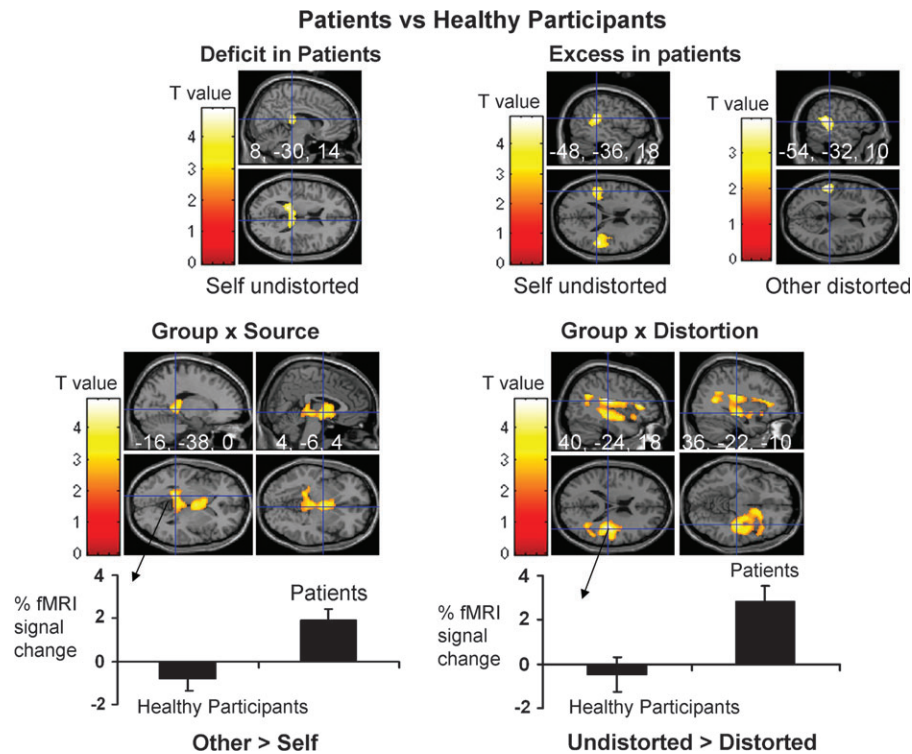 Patients vs Healthy Participants
Deficit in Patients
Excess in patients
T value
4
3
2
1
0
8, -30, 14
Self undistorted
T value
4
3
2
1
0
-48, -36, 18
Self undistorted
T value
4
3
2
1
0
-54, -32, 10
Other distorted
Group x Source
Group x Distortion
T value
5
4
3
2
1
0
-16, -38, 0
4, -6, 4
T value
5
4
3
2
1
0
40, -24, 18
36, -22, -10
% fMRI
signal
change
4
2
0
-2
Patients
Healthy Participants
Other > Self
% fMRI
signal
change
4
2
0
-2
Patients
Healthy Participants
Undistorted > Distorted